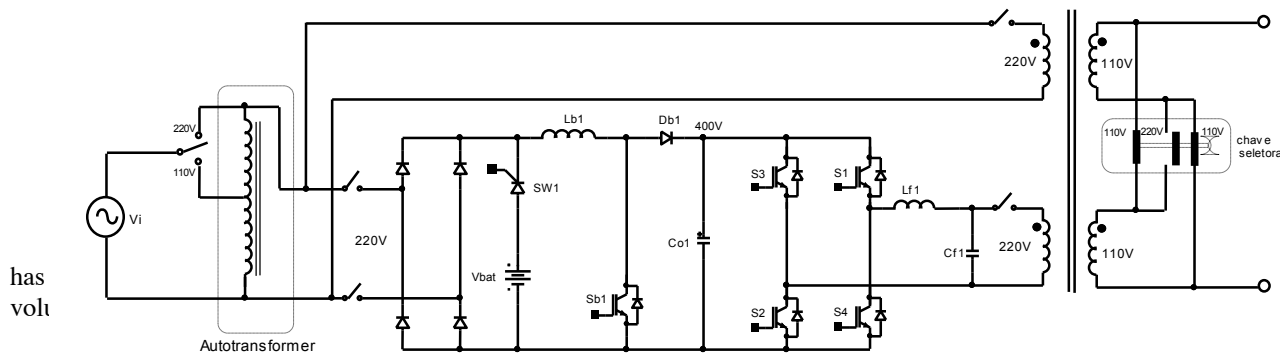 220V
110V
220V
110V
Lb1
Db1
400V
110V
220V
110V
chave
seletora
S3
S1
SW1
Lf1
Vi
220V
Co1
220V
Cf1
110V
has
Vbat
Sb1
S2
S4
Autotransformer